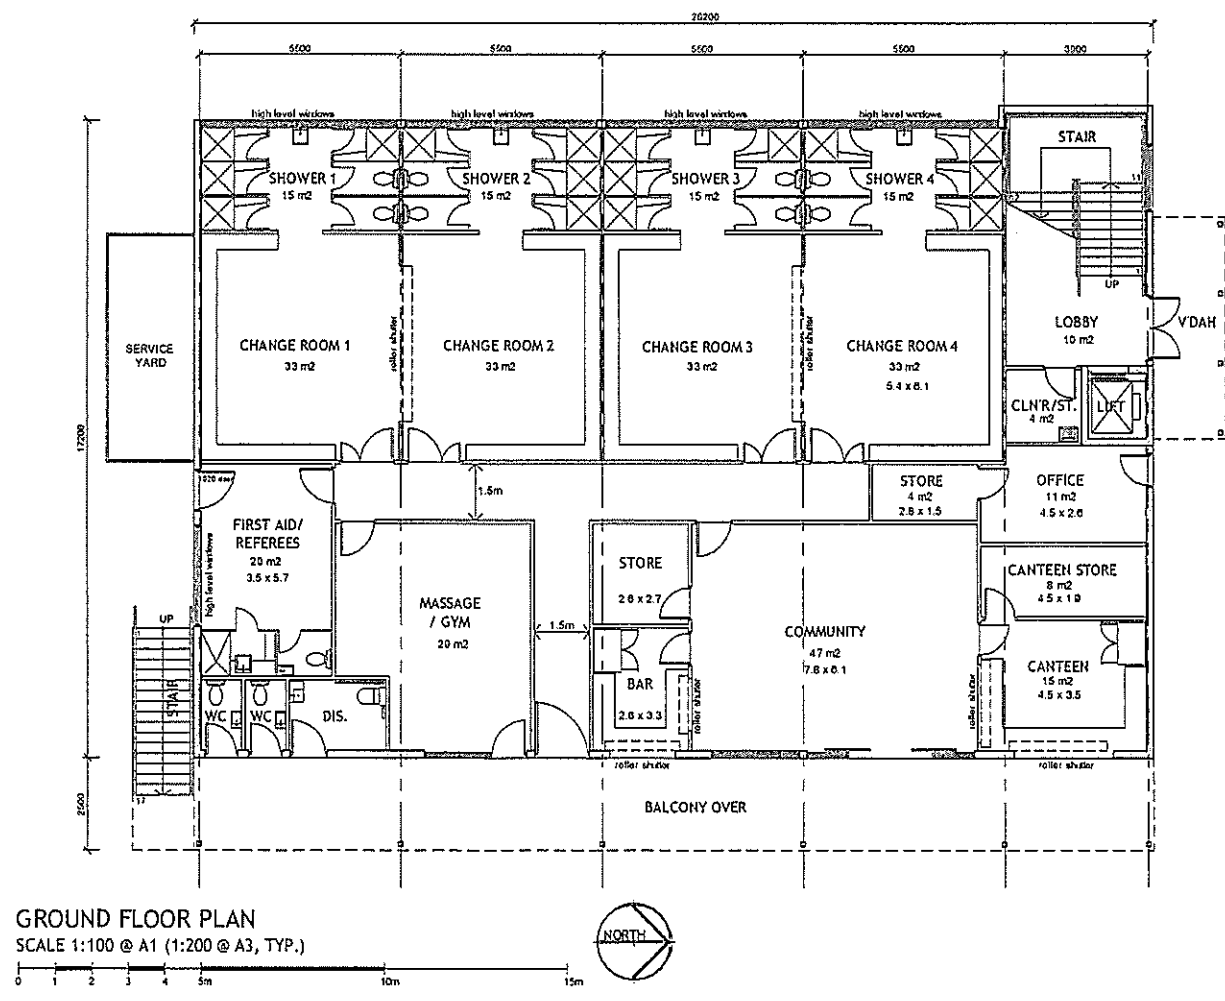 26200
5500 5500 5500 5500 3900
high level windows high level windows high level windows high level windows
STAIR
SHOWER 1 SHOWER 2 SHOWER 3 SHOWER 4
15 m2 15 m2 15 m2 15 m2
11
12
1
UP
SERVICE
YARD
CHANGE ROOM 1 CHANGE ROOM 2 CHANGE ROOM 3 CHANGE ROOM 4
33 m2 33 m2 33 m2 33 m2
5.4 x 6.1
roller shutter roller shutter
LOBBY
10 m2
V'DAH
CLN'R/ST.
4 m2
LIFT
17200
1020 door
1.5m
STORE
4 m2
2.8 x 1.5
OFFICE
11 m2
4.5 x 2.6
FIRST AID/
REFEREES
20 m2
3.5 x 5.7
high level windows
STORE
2.6 x 2.7
CANTEEN STORE
8 m2
4.5 x 1.9
MASSAGE
/ GYM
20 m2
1.5m
COMMUNITY
47 m2
7.8 x 6.1
UP
STAIR
17
BAR
2.6 x 3.3
roller shutter
CANTEEN
15 m2
4.5 x 3.5
roller shutter
WC WC DIS.
roller shutter roller shutter
2500
BALCONY OVER
GROUND FLOOR PLAN
SCALE 1:100 @ A1 (1:200 @ A3, TYP.)
NORTH
0 1 2 3 4 5m 10m 15m